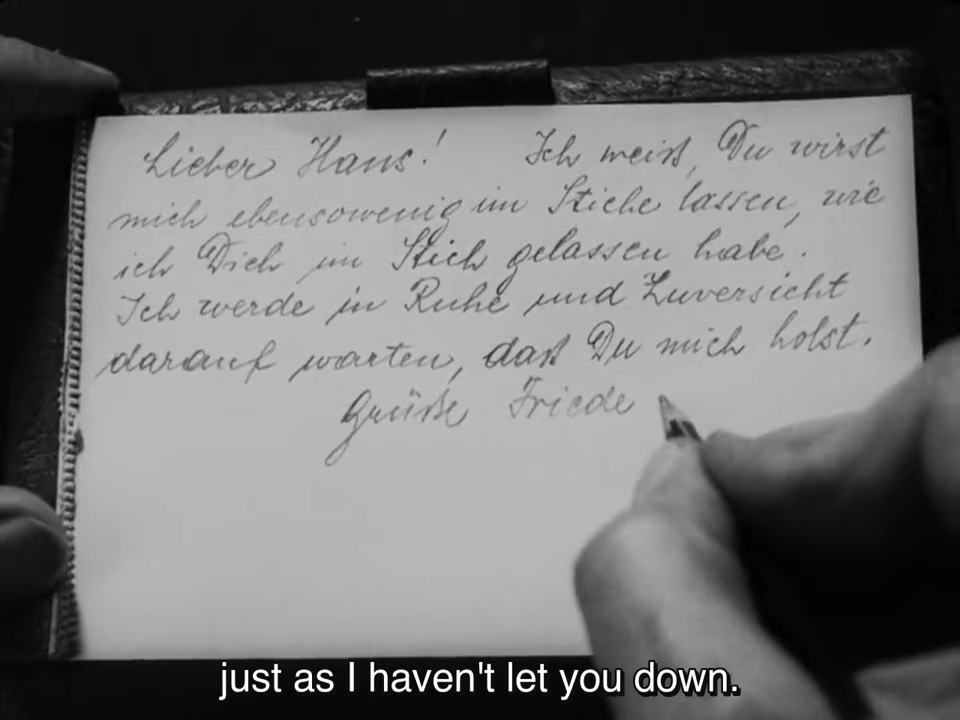 Lieber Hans! Ich weiß, Du wirst
mich ebensowenig im Stiche lassen, wie
ich Dich im Stich gelassen habe.
Ich werde in Ruhe und Zuversicht
darauf warten, daß Du mich holst.
Grüße Friede
just as I haven't let you down.